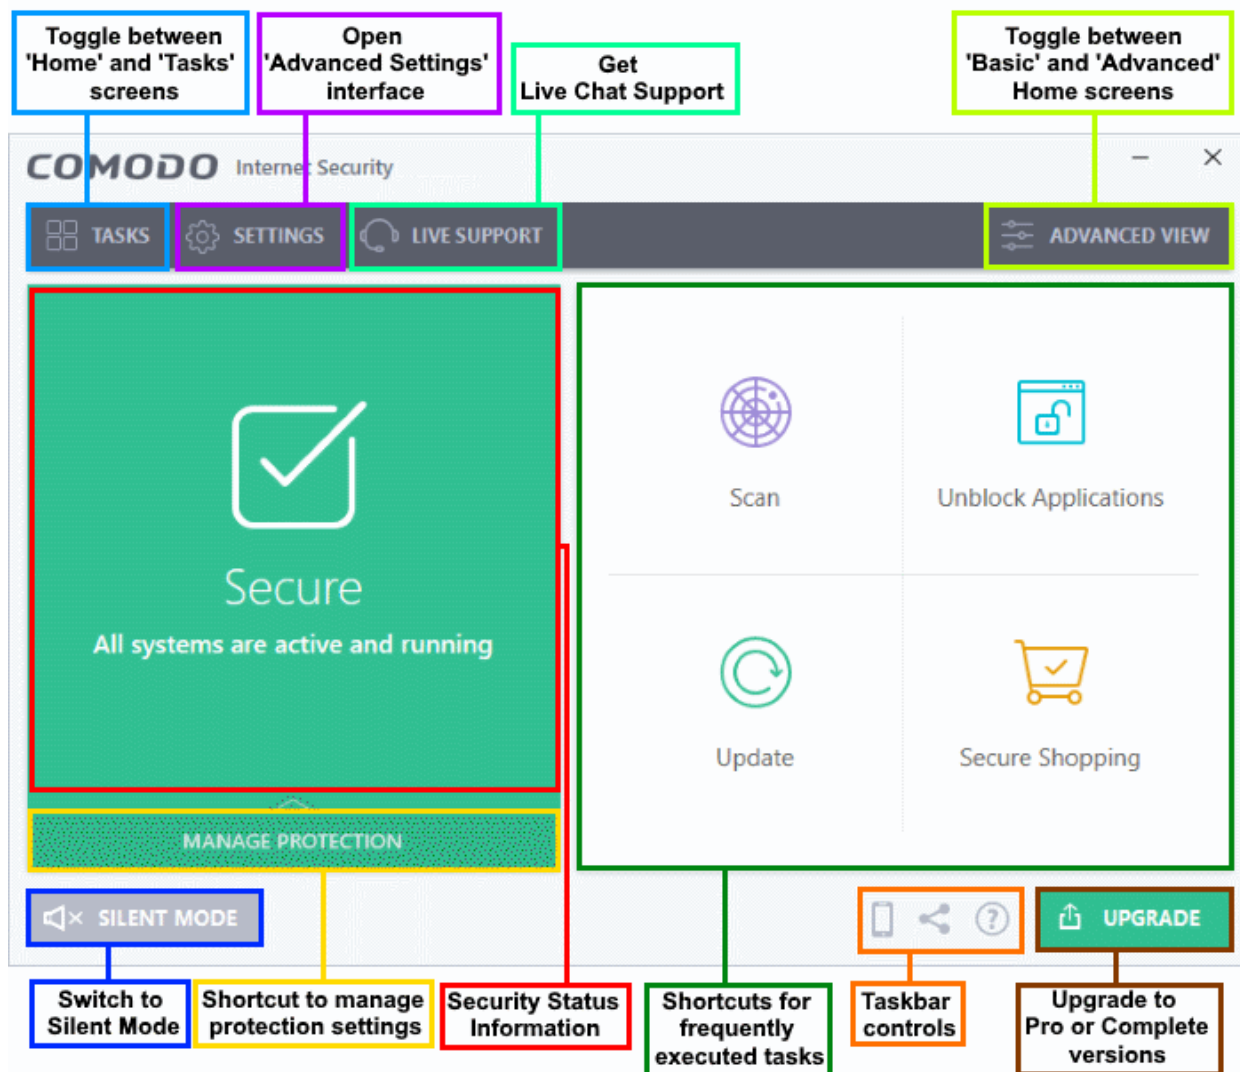 Toggle between
'Home' and 'Tasks'
screens
Open
'Advanced Settings'
interface
Get
Live Chat Support
Toggle between
'Basic' and 'Advanced'
Home screens
COMODO Internet Security
TASKS
SETTINGS
LIVE SUPPORT
ADVANCED VIEW
Secure
All systems are active and running
MANAGE PROTECTION
Scan
Unblock Applications
Update
Secure Shopping
SILENT MODE
UPGRADE
Switch to
Silent Mode
Shortcut to manage
protection settings
Security Status
Information
Shortcuts for
frequently
executed tasks
Taskbar
controls
Upgrade to
Pro or Complete
versions